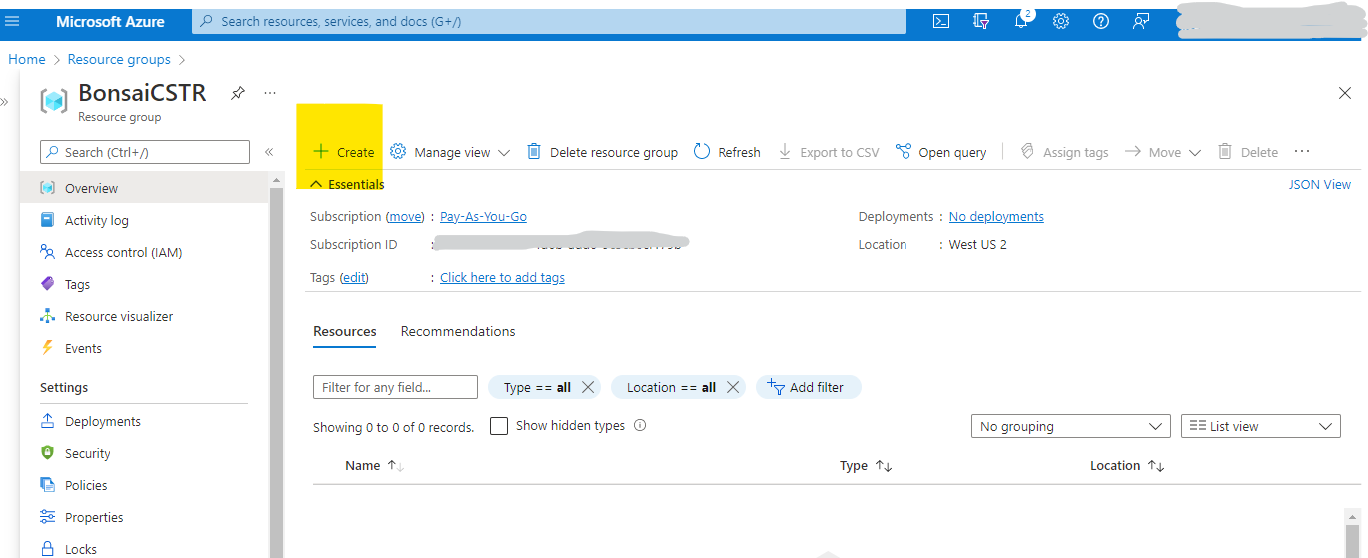 Microsoft Azure Search resources, services, and docs (G+/) 2
Home > Resource groups >
BonsaiCSTR ...
Resource group
Search (Ctrl+/) «
+ Create Manage view Delete resource group Refresh Export to CSV Open query Assign tags Move Delete ...
Overview
Activity log
Access control (IAM)
Tags
Resource visualizer
Events
Settings
Deployments
Security
Policies
Properties
Locks
Essentials JSON View
Subscription (move) : Pay-As-You-Go Deployments : No deployments
Subscription ID : Location : West US 2
Tags (edit) : Click here to add tags
Resources Recommendations
Filter for any field... Type == all Location == all Add filter
Showing 0 to 0 of 0 records. Show hidden types No grouping List view
Name Type Location